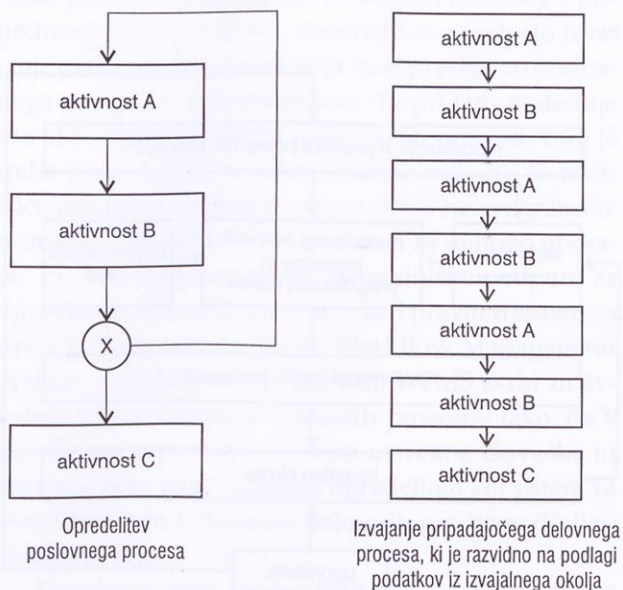 aktivnost A
aktivnost B
X
aktivnost C
Opredelitev
poslovnega procesa
aktivnost A
aktivnost B
aktivnost A
aktivnost B
aktivnost A
aktivnost B
aktivnost C
Izvajanje pripadajočega delovnega
procesa, ki je razvidno na podlagi
podatkov iz izvajalnega okolja